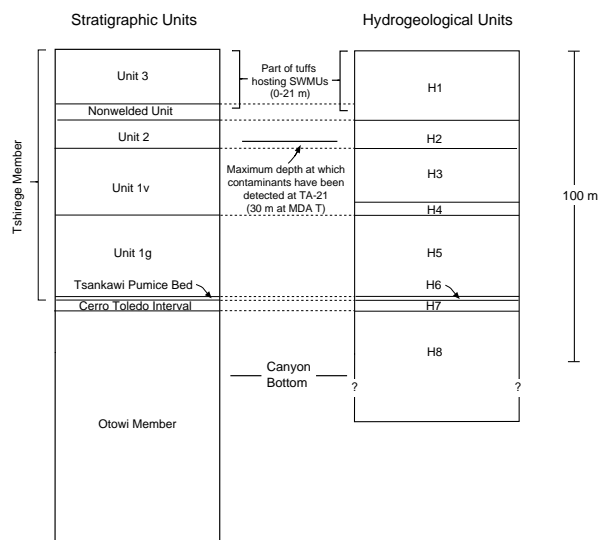 Stratigraphic Units
Hydrogeological Units
Unit 3
Part of tuffs
hosting SWMUs
(0-21 m)
H1
Nonwelded Unit
Unit 2
H2
Maximum depth at which
contaminants have been
detected at TA-21
(30 m at MDA T)
Tshirege Member
Unit 1v
H3
H4
100 m
Unit 1g
H5
Tsankawi Pumice Bed
H6
Cerro Toledo Interval
H7
H8
Canyon
Bottom
?
?
Otowi Member